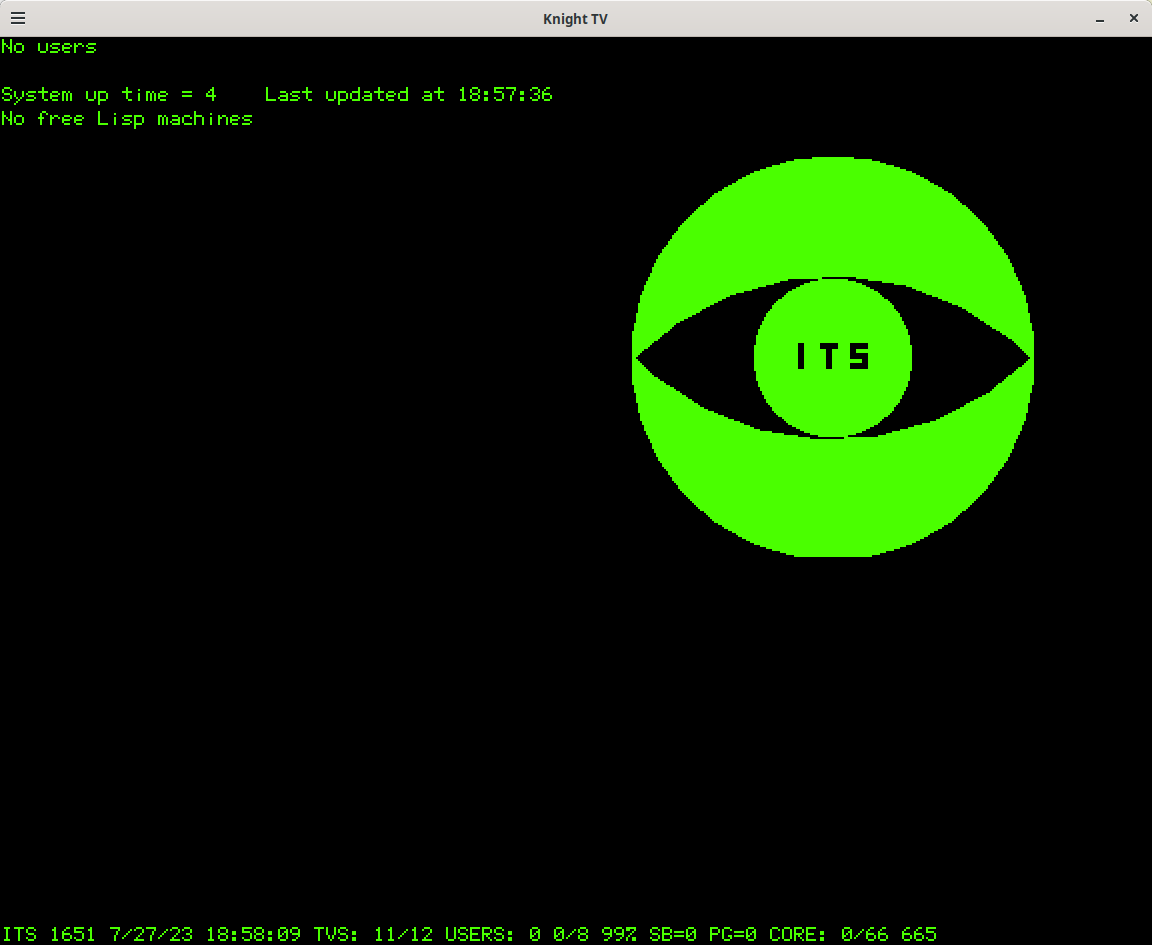 Knight TV
No users
System up time = 4    Last updated at 18:57:36
No free Lisp machines
ITS
ITS 1651 7/27/23 18:58:09 TVS: 11/12 USERS: 0 0/8 99% SB=0 PG=0 CORE: 0/66 665